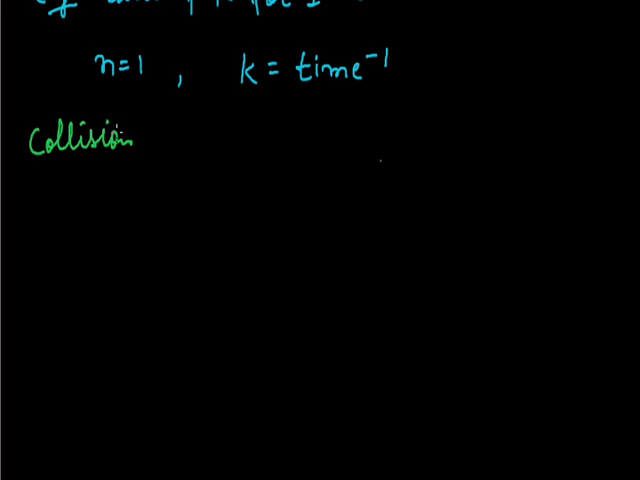 n=1 , k = time⁻¹
Collision